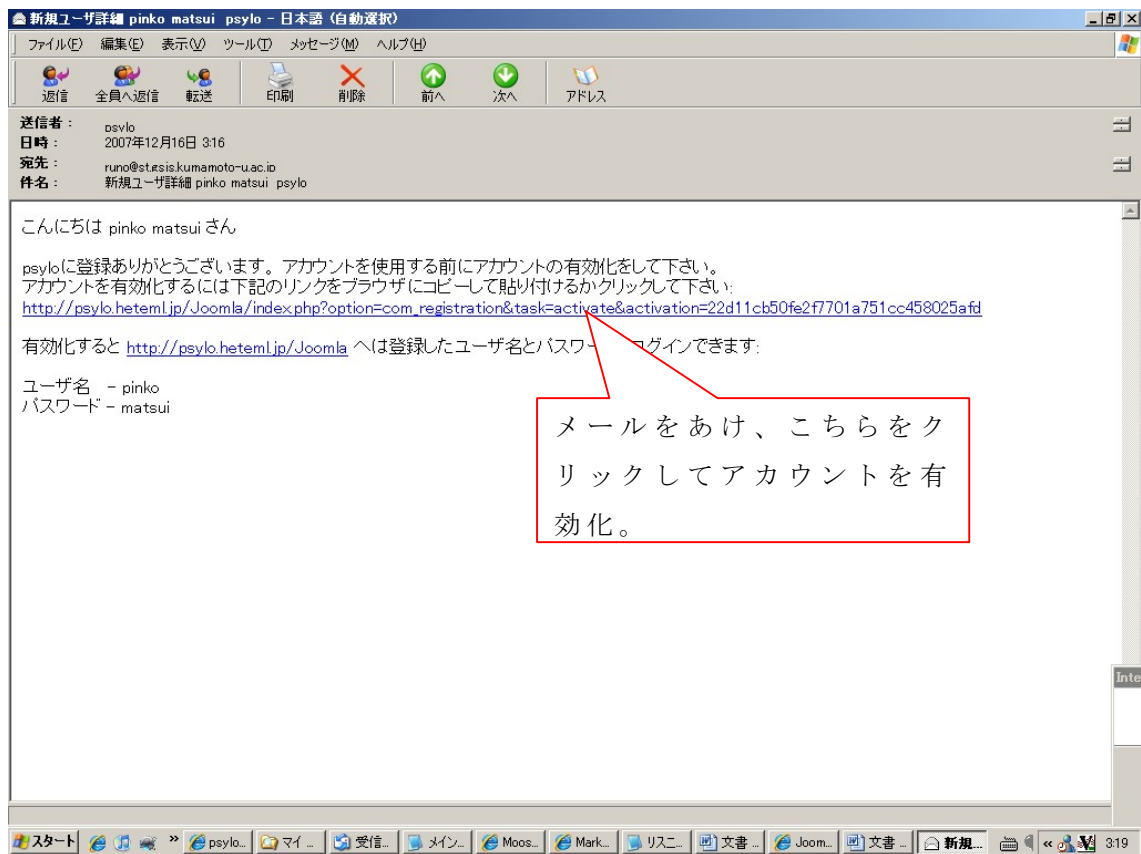 新規ユーザ詳細 pinko matsui psylo - 日本語 (自動選択)
ファイル(F) 編集(E) 表示(V) ツール(T) メッセージ(M) ヘルプ(H)
返信 全員へ返信 転送 印刷 削除 前へ 次へ アドレス
送信者： psylo
日時： 2007年12月16日 3:16
宛先： runo@st.gsis.kumamoto-u.ac.jp
件名： 新規ユーザ詳細 pinko matsui psylo
こんにちは pinko matsui さん
psyloに登録ありがとうございます。アカウントを使用する前にアカウントの有効化をして下さい。
アカウントを有効化するには下記のリンクをブラウザにコピーして貼り付けるかクリックして下さい:
http://psylo.heteml.jp/Joomla/index.php?option=com_registration&task=activate&activation=22d11cb50fe2f7701a751cc458025afd
有効化すると http://psylo.heteml.jp/Joomla へは登録したユーザ名とパスワー ログインできます:
ユーザ名 - pinko
パスワード - matsui
メールをあけ、こちらをク
リックしてアカウントを有
効化。
Inte
スタート » psylo... マイ ... 受信... メイン... Moos... Mark... リスニ... 文書 ... Joom... 文書 ... 新規... « 3:19